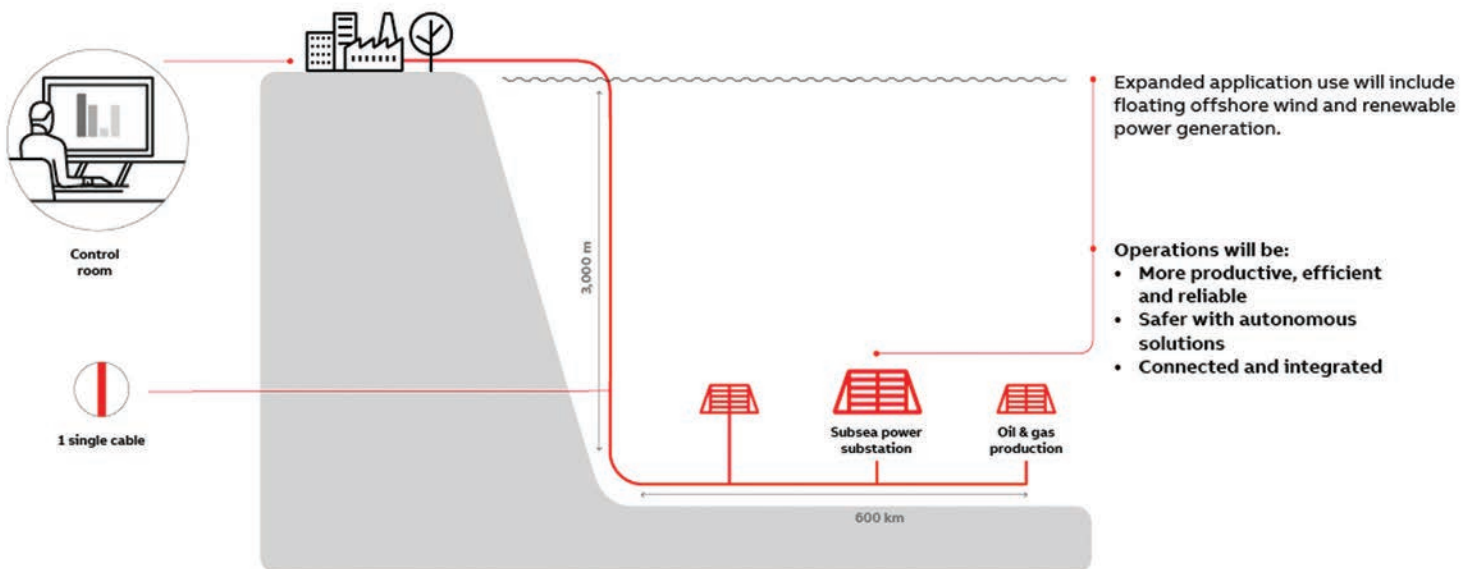 Expanded application use will include
floating offshore wind and renewable
power generation.
Control
room
3,000 m
Operations will be:
• More productive, efficient
and reliable
• Safer with autonomous
solutions
• Connected and integrated
1 single cable
Subsea power
substation
Oil & gas
production
600 km